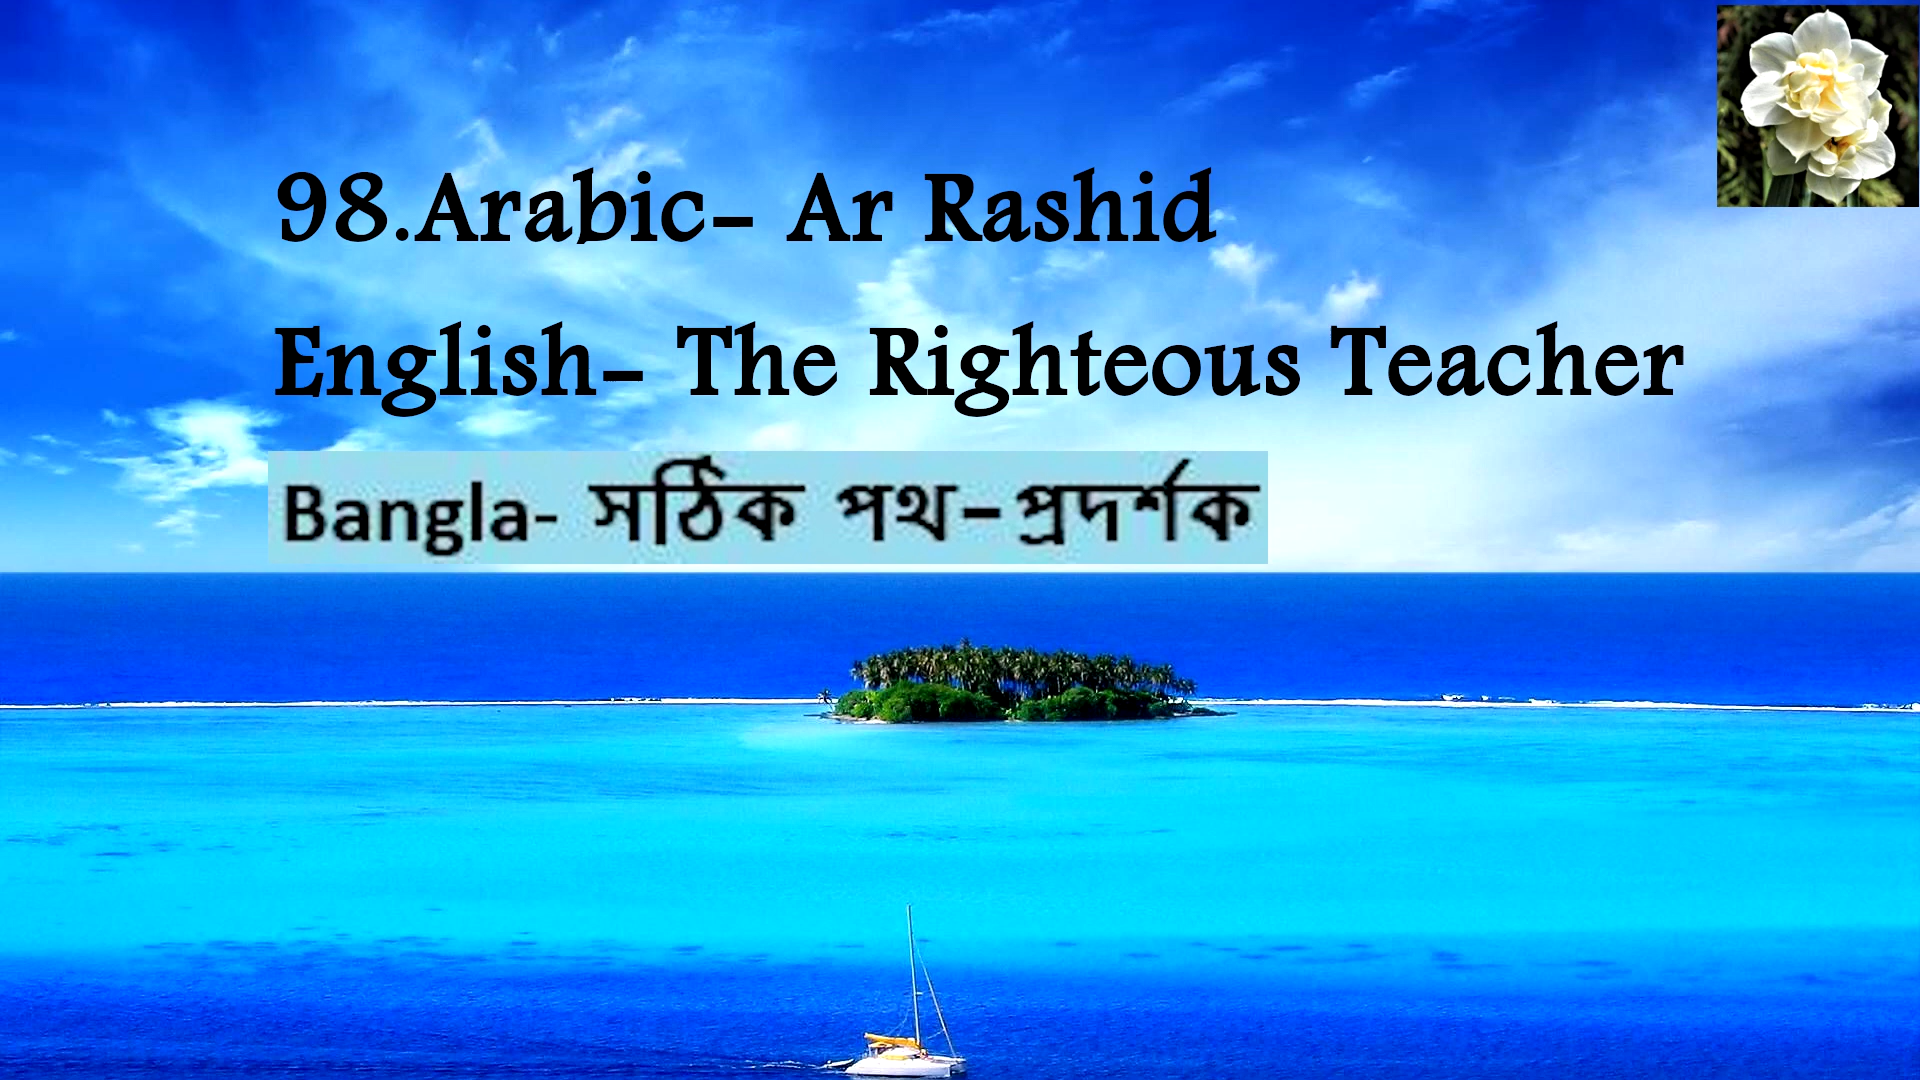 98.Arabic- Ar Rashid
English- The Righteous Teacher
Bangla- সঠিক পথ-প্রদর্শক